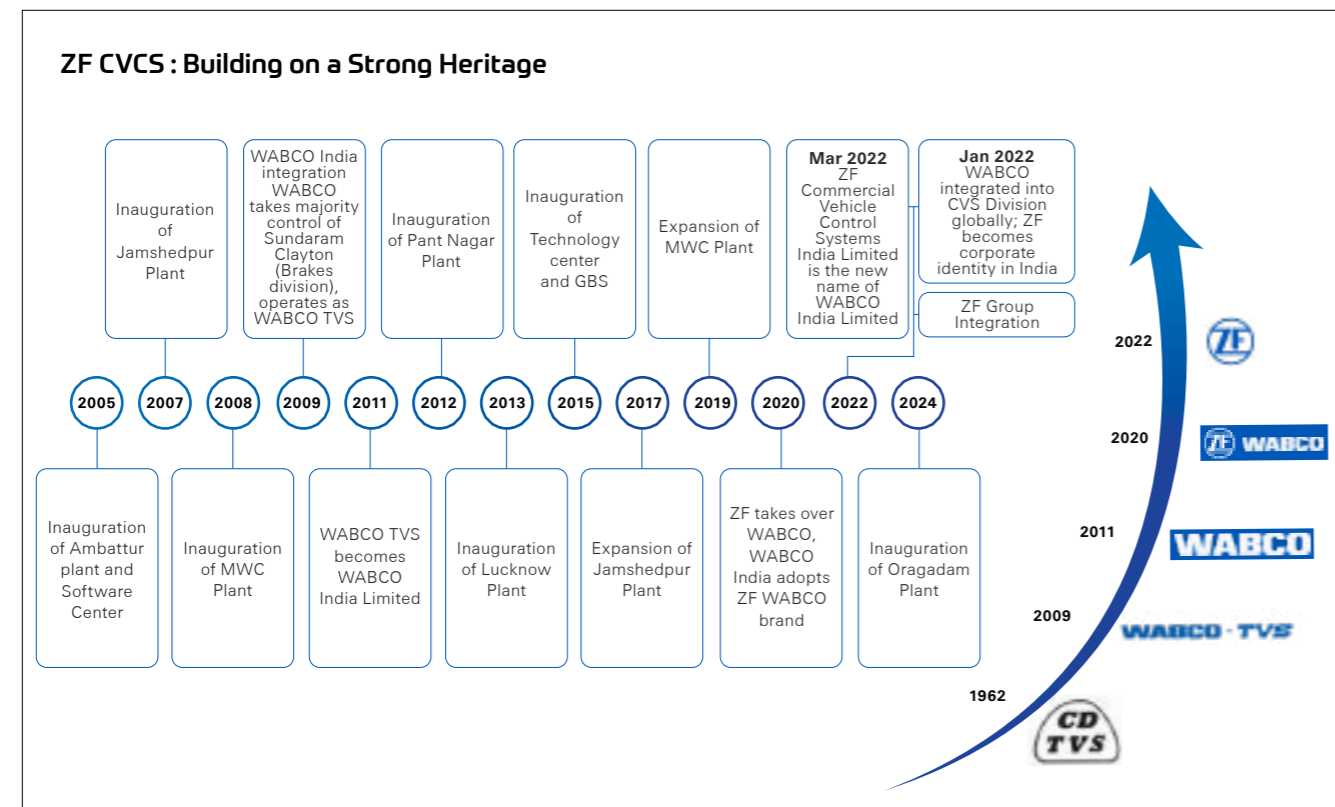 ZF CVCS : Building on a Strong Heritage
Inauguration
of
Jamshedpur
Plant
WABCO India
integration
WABCO
takes majority
control of
Sundaram
Clayton
(Brakes
division),
operates as
WABCO TVS
Inauguration
of Pant Nagar
Plant
Inauguration
of
Technology
center
and GBS
Expansion of
MWC Plant
Mar 2022
ZF
Commercial
Vehicle
Control
Systems
India Limited
is the new
name of
WABCO
India Limited
Jan 2022
WABCO
integrated into
CVS Division
globally; ZF
becomes
corporate
identity in India
ZF Group
Integration
2005 2007 2008 2009 2011 2012 2013 2015 2017 2019 2020 2022 2024
Inauguration
of Ambattur
plant and
Software
Center
Inauguration
of MWC
Plant
WABCO TVS
becomes
WABCO
India Limited
Inauguration
of Lucknow
Plant
Expansion of
Jamshedpur
Plant
ZF takes over
WABCO,
WABCO
India adopts
ZF WABCO
brand
Inauguration
of Oragadam
Plant
2022
ZF
2020
ZF WABCO
2011
WABCO
2009
WABCO - TVS
1962
CD
TVS